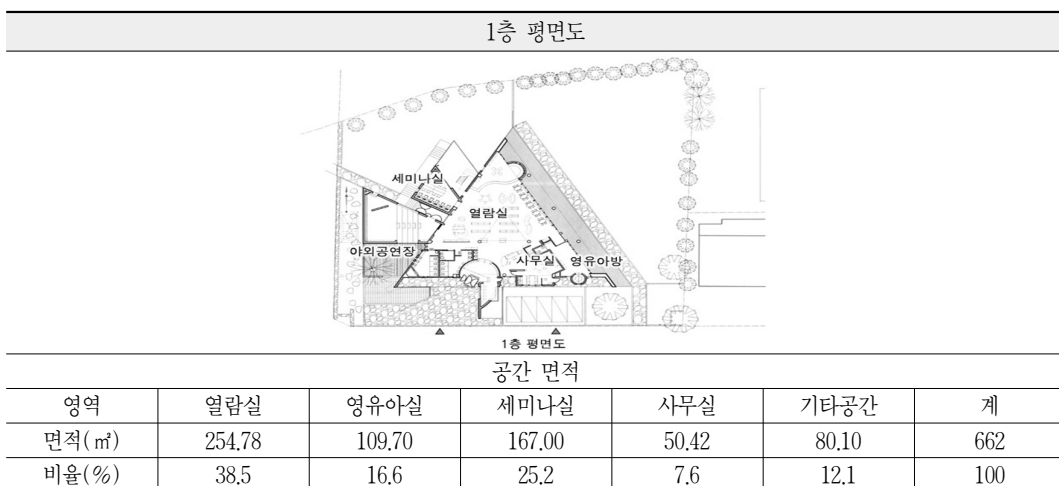 1층 평면도
세미나실
열람실
야외공연장
사무실 영유아방
1층 평면도
공간 면적
영역 열람실 영유아실 세미나실 사무실 기타공간 계
면적(㎡) 254.78 109.70 167.00 50.42 80.10 662
비율(%) 38.5 16.6 25.2 7.6 12.1 100